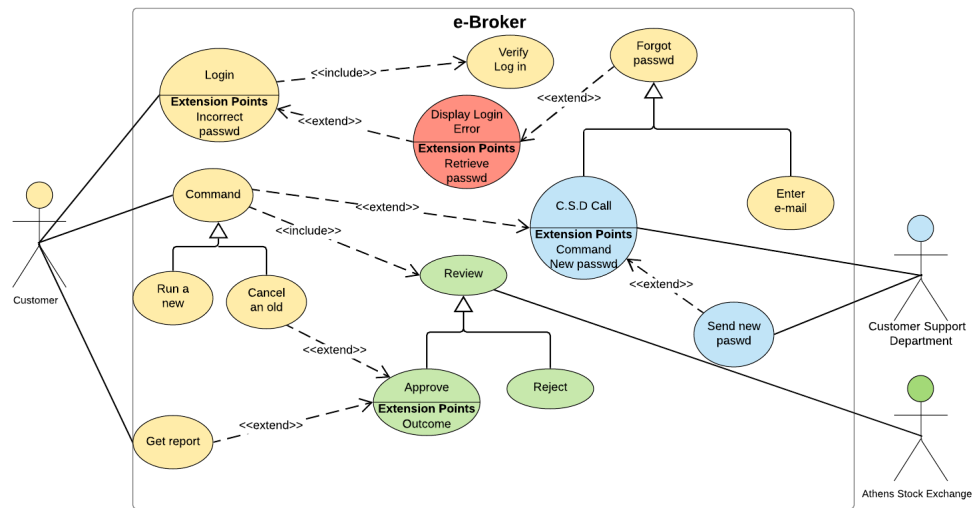 e-Broker
Login
Extension Points
Incorrect
passwd
<<include>>
Verify
Log in
Forgot
passwd
<<extend>>
<<extend>>
Display Login
Error
Extension Points
Retrieve
passwd
Command
<<extend>>
<<include>>
C.S.D Call
Extension Points
Command
New passwd
Enter
e-mail
Customer
Run a
new
Cancel
an old
Review
<<extend>>
Send new
paswd
Customer Support
Department
<<extend>>
Approve
Extension Points
Outcome
Reject
Get report
<<extend>>
Athens Stock Exchange